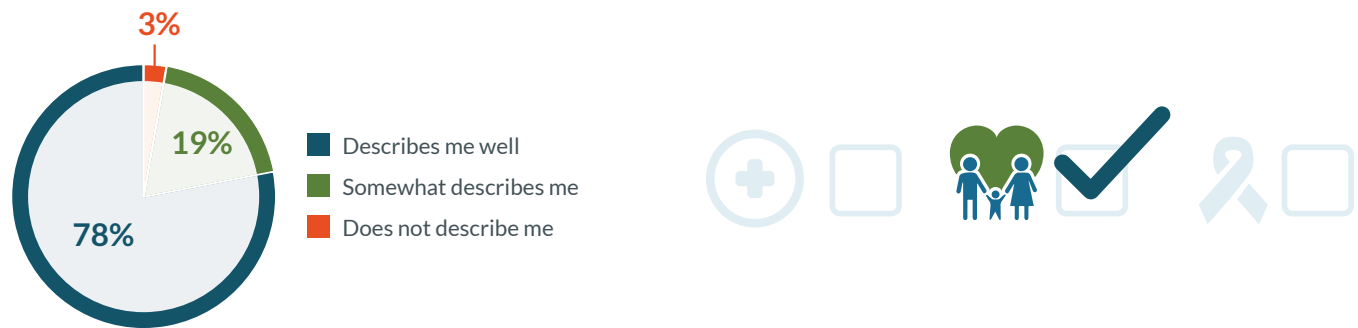 3%
19%
78%
Describes me well
Somewhat describes me
Does not describe me